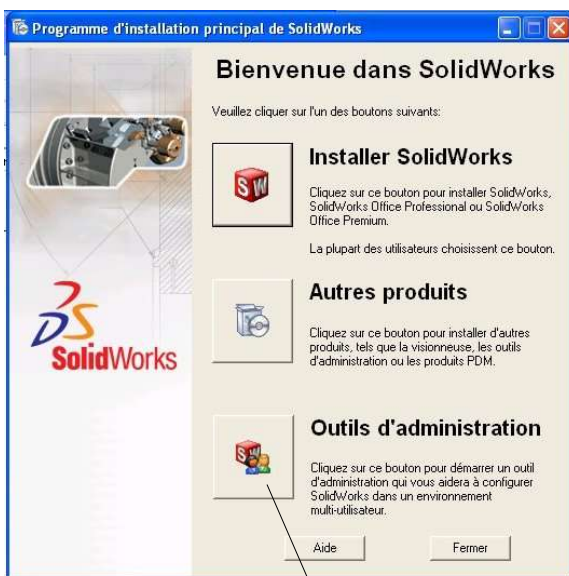 Programme d'installation principal de SolidWorks
Bienvenue dans SolidWorks
Veuillez cliquer sur l'un des boutons suivants:
SW
Installer SolidWorks
Cliquez sur ce bouton pour installer SolidWorks,
SolidWorks Office Professional ou SolidWorks
Office Premium.
La plupart des utilisateurs choisissent ce bouton.
Autres produits
Cliquez sur ce bouton pour installer d'autres
produits, tels que la visionneuse, les outils
d'administration ou les produits PDM.
SolidWorks
Outils d'administration
SW
Cliquez sur ce bouton pour démarrer un outil
d'administration qui vous aidera à configurer
SolidWorks dans un environnement
multi-utilisateur.
Aide
Fermer